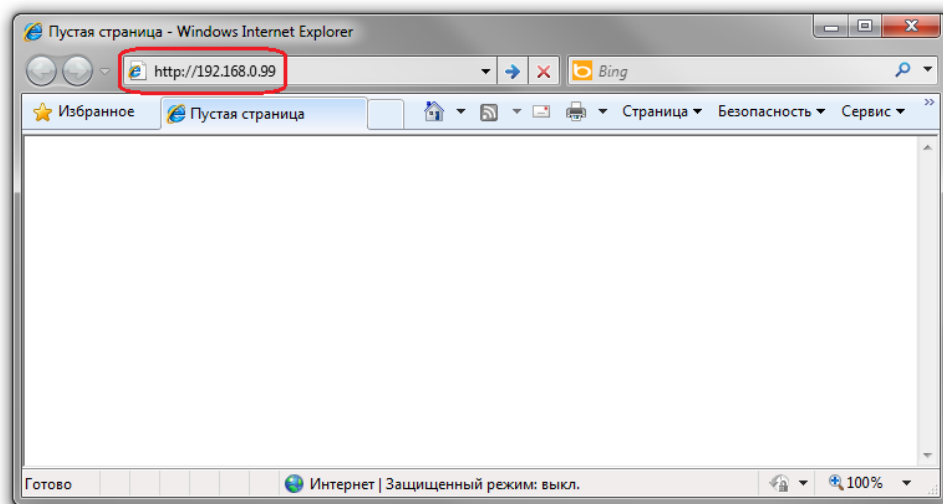 Пустая страница - Windows Internet Explorer
http://192.168.0.99 Bing
Избранное Пустая страница Страница Безопасность Сервис
Готово Интернет | Защищенный режим: выкл. 100%